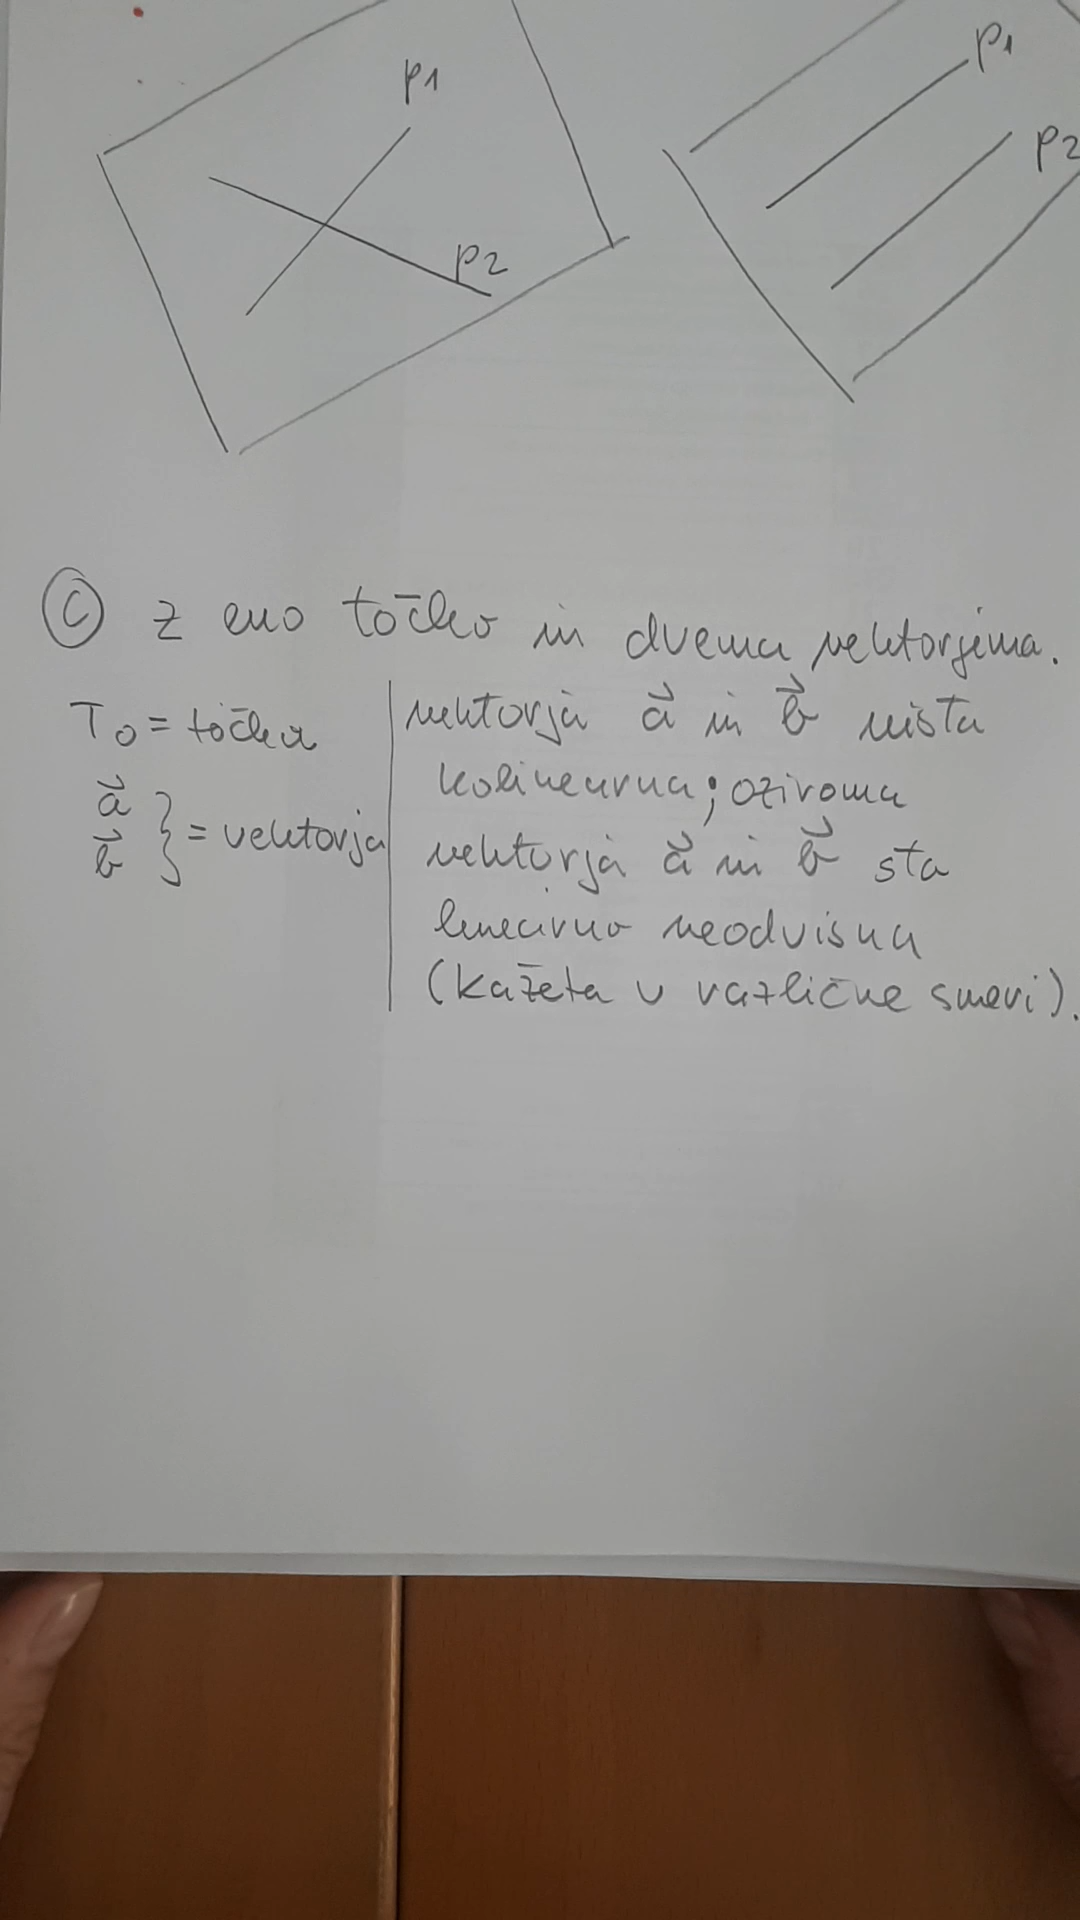 p1
p2
p1
p2
Ⓒ z eno točko in dvema vektorjema.
T₀ = točka
a⃗
b⃗ } = vektorja
vektorja a⃗ in b⃗ nista
kolinearna; oziroma
vektorja a⃗ in b⃗ sta
linearno neodvisna
(kažeta v različne smeri).